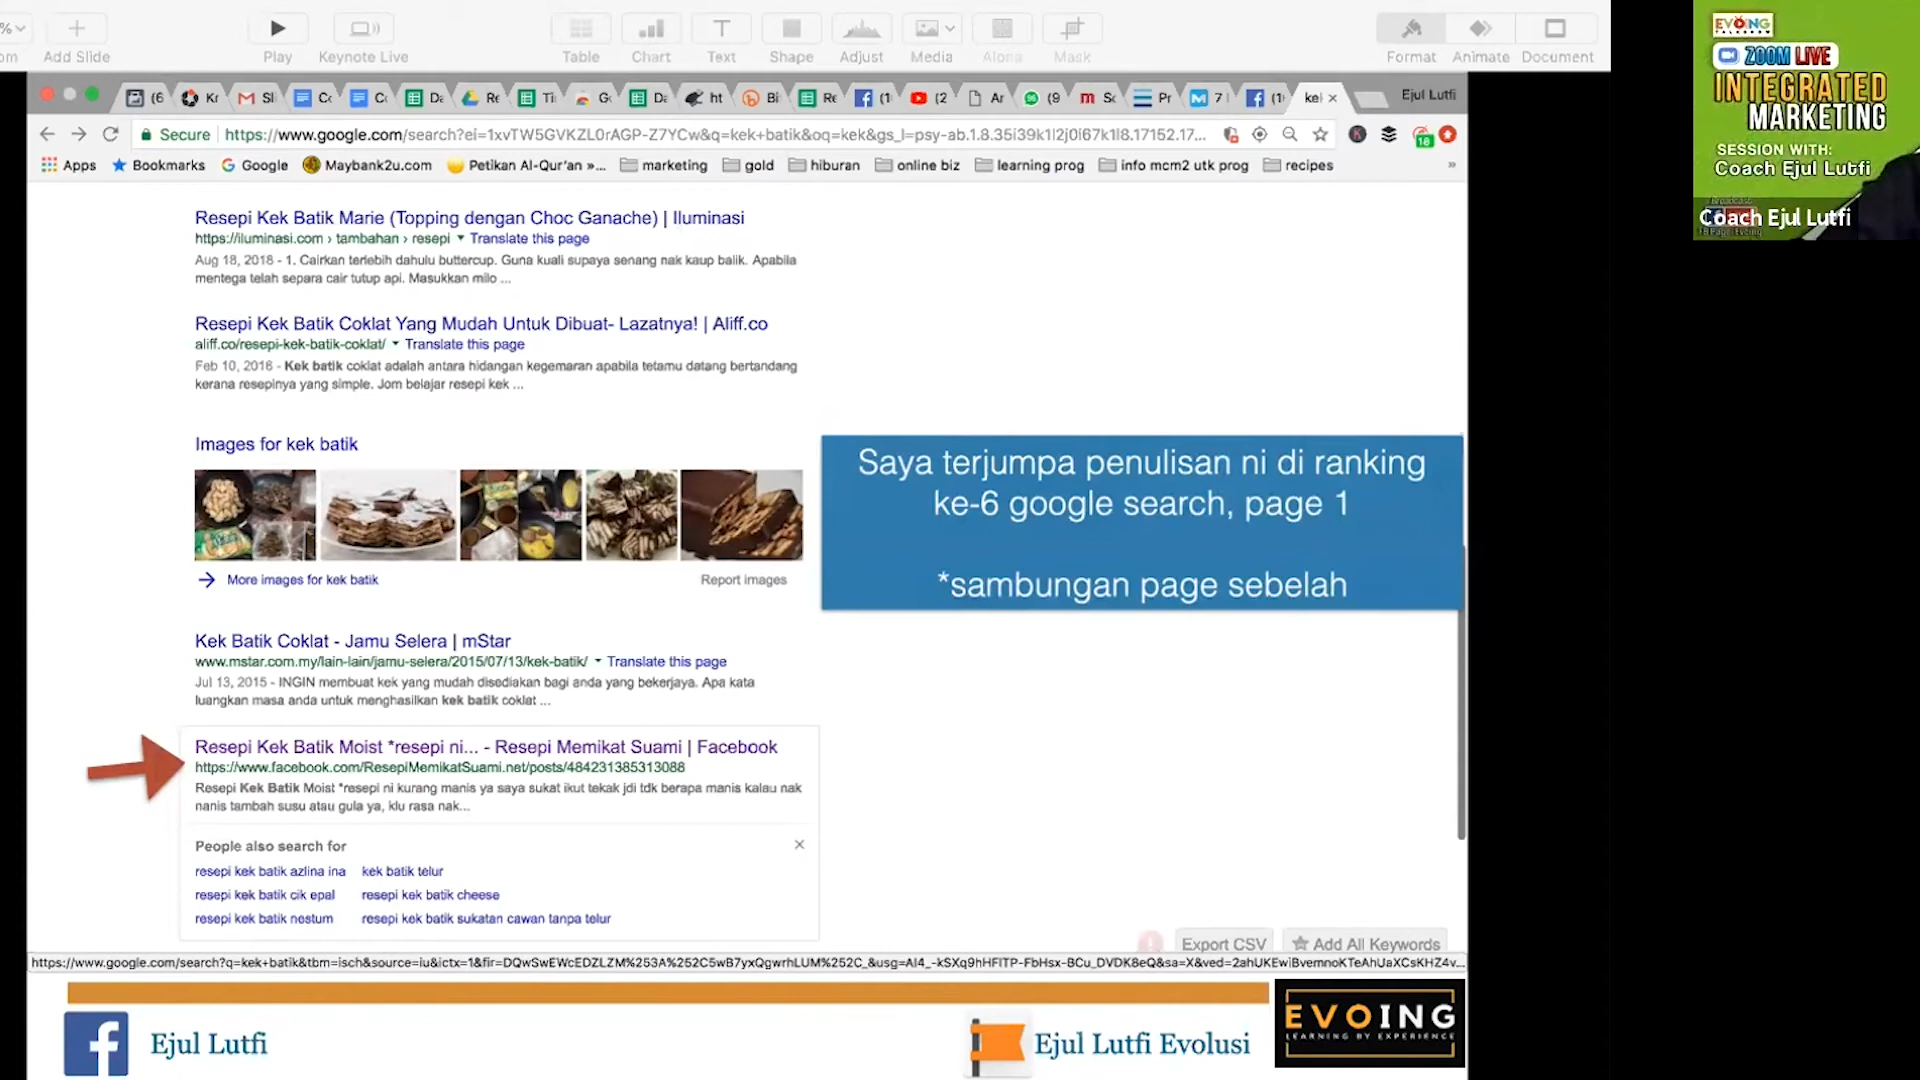 Add Slide
Play
Keynote Live
Table
Chart
Text
Shape
Adjust
Media
Mask
Format
Animate
Document
Ejul Lutfi
Secure
https://www.google.com/search?ei=1xvTW5GVKZL0rAGP-Z7YCw&q=kek+batik&oq=kek&gs_l=psy-ab.1.8.35i39k1l2j0i67k1l8.17152.17...
Apps
Bookmarks
Google
Maybank2u.com
Petikan Al-Qur'an »...
marketing
gold
hiburan
online biz
learning prog
info mcm2 utk prog
recipes
Resepi Kek Batik Marie (Topping dengan Choc Ganache) | Iluminasi
https://iluminasi.com › tambahan › resepi ▼ Translate this page
Aug 18, 2018 - 1. Cairkan terlebih dahulu buttercup. Guna kuali supaya senang nak kaup balik. Apabila
mentega telah separa cair tutup api. Masukkan milo ...
Resepi Kek Batik Coklat Yang Mudah Untuk Dibuat- Lazatnya! | Aliff.co
aliff.co/resepi-kek-batik-coklat/ ▼ Translate this page
Feb 10, 2016 - Kek batik coklat adalah antara hidangan kegemaran apabila tetamu datang bertandang
kerana resepinya yang simple. Jom belajar resepi kek ...
Images for kek batik
More images for kek batik
Report images
Saya terjumpa penulisan ni di ranking
ke-6 google search, page 1
*sambungan page sebelah
Kek Batik Coklat - Jamu Selera | mStar
www.mstar.com.my/lain-lain/jamu-selera/2015/07/13/kek-batik/ ▼ Translate this page
Jul 13, 2015 - INGIN membuat kek yang mudah disediakan bagi anda yang bekerjaya. Apa kata
luangkan masa anda untuk menghasilkan kek batik coklat ...
Resepi Kek Batik Moist *resepi ni... - Resepi Memikat Suami | Facebook
https://www.facebook.com/ResepiMemikatSuami.net/posts/484231385313088
Resepi Kek Batik Moist *resepi ni kurang manis ya saya sukat ikut tekak jdi tdk berapa manis kalau nak
nanis tambah susu atau gula ya, klu rasa nak...
People also search for
resepi kek batik azlina ina
kek batik telur
resepi kek batik cik epal
resepi kek batik cheese
resepi kek batik nestum
resepi kek batik sukatan cawan tanpa telur
Export CSV
Add All Keywords
Ejul Lutfi
Ejul Lutfi Evolusi
EVOING
LEARNING BY EXPERIENCE
EVOING
ZOOM LIVE
INTEGRATED
MARKETING
SESSION WITH:
Coach Ejul Lutfi
Coach Ejul Lutfi